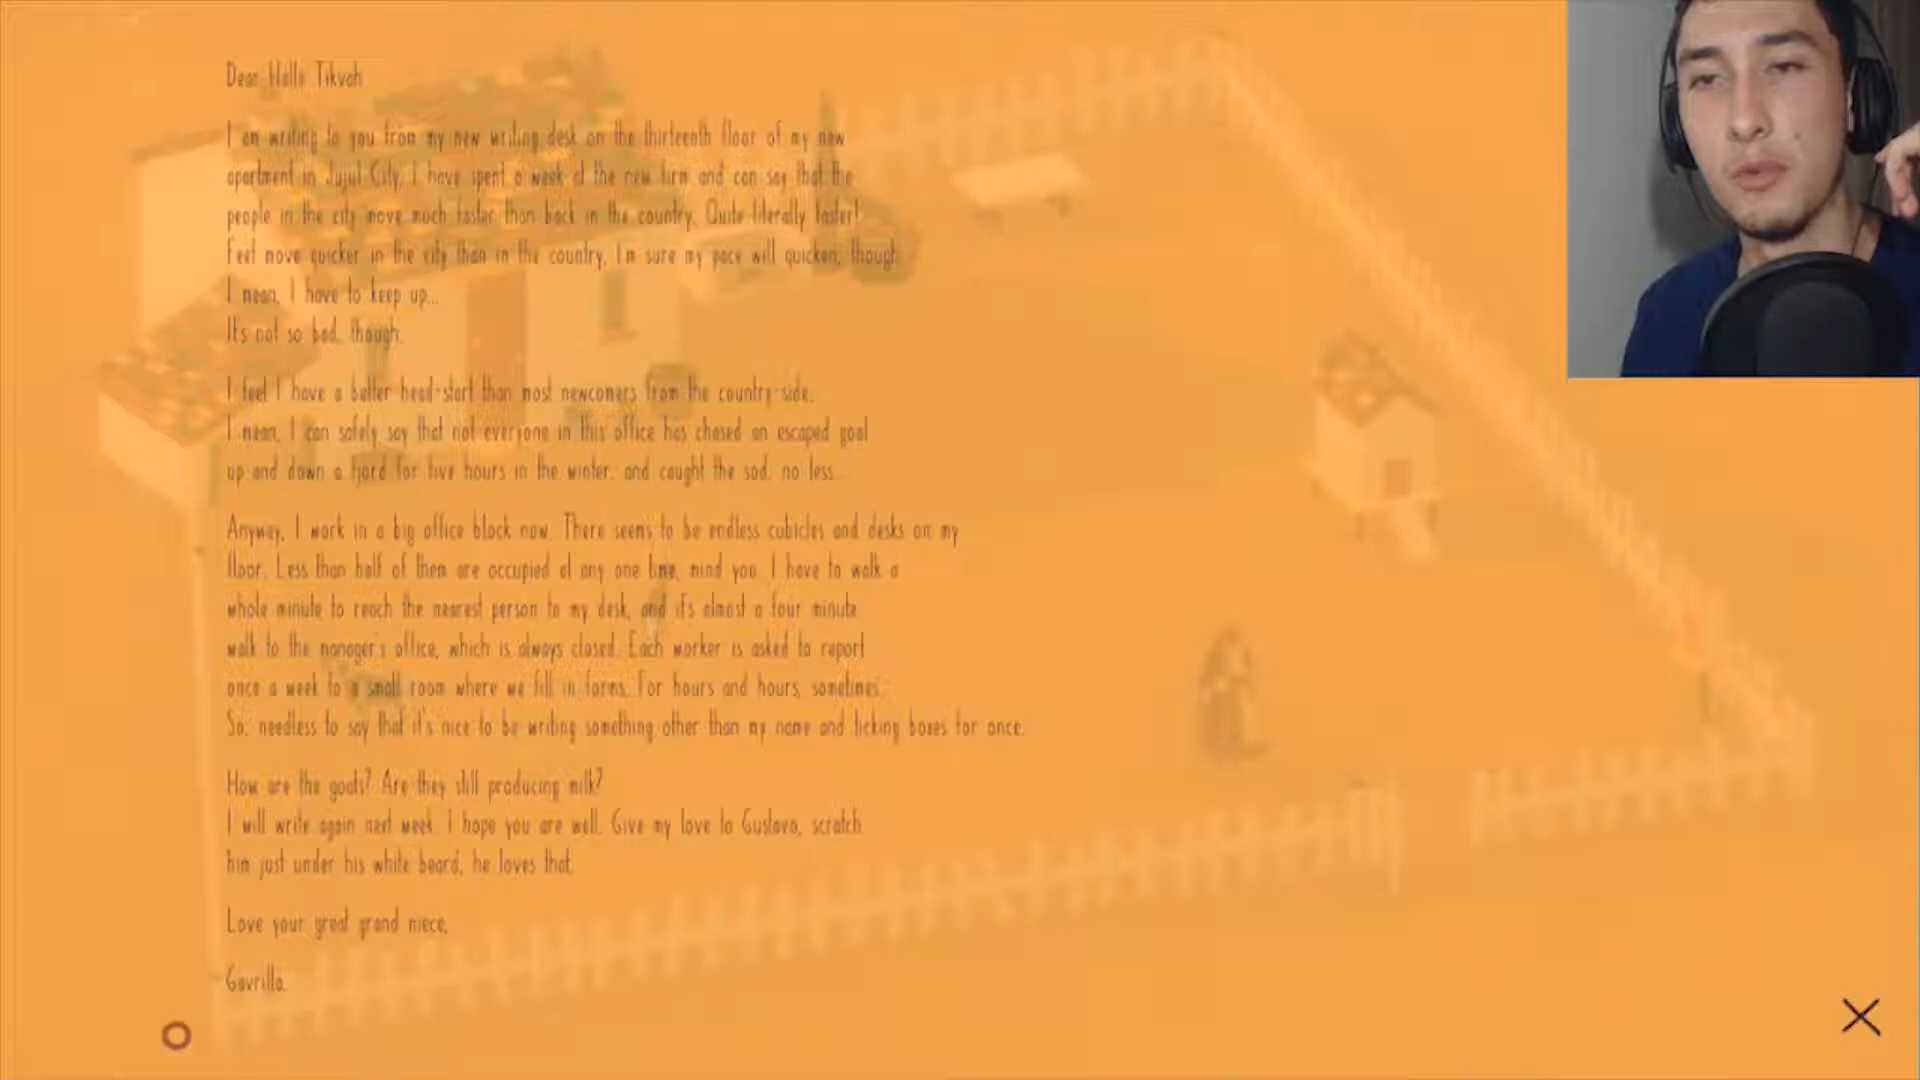 Dear Halle Tikvah
I am writing to you from my new writing desk on the thirteenth floor of my new
apartment in Jujul City. I have spent a week at the new firm and can say that the
people in the city move much faster than back in the country. Quite literally faster!
Feet move quicker in the city than in the country. I'm sure my pace will quicken, though
I mean, I have to keep up...
It's not so bad, though.
I feel I have a better head-start than most newcomers from the country-side.
I mean, I can safely say that not everyone in this office has chased an escaped goat
up and down a fjord for five hours in the winter, and caught the sod, no less...
Anyway, I work in a big office block now. There seems to be endless cubicles and desks on my
floor. Less than half of them are occupied at any one time, mind you. I have to walk a
whole minute to reach the nearest person to my desk, and it's almost a four minute
walk to the manager's office, which is always closed. Each worker is asked to report
once a week to a small room where we fill in forms. For hours and hours, sometimes.
So, needless to say that it's nice to be writing something other than my name and ticking boxes for once.
How are the goats? Are they still producing milk?
I will write again next week. I hope you are well. Give my love to Gustavo, scratch
him just under his white beard, he loves that.
Love your great grand niece,
Gavrilla.